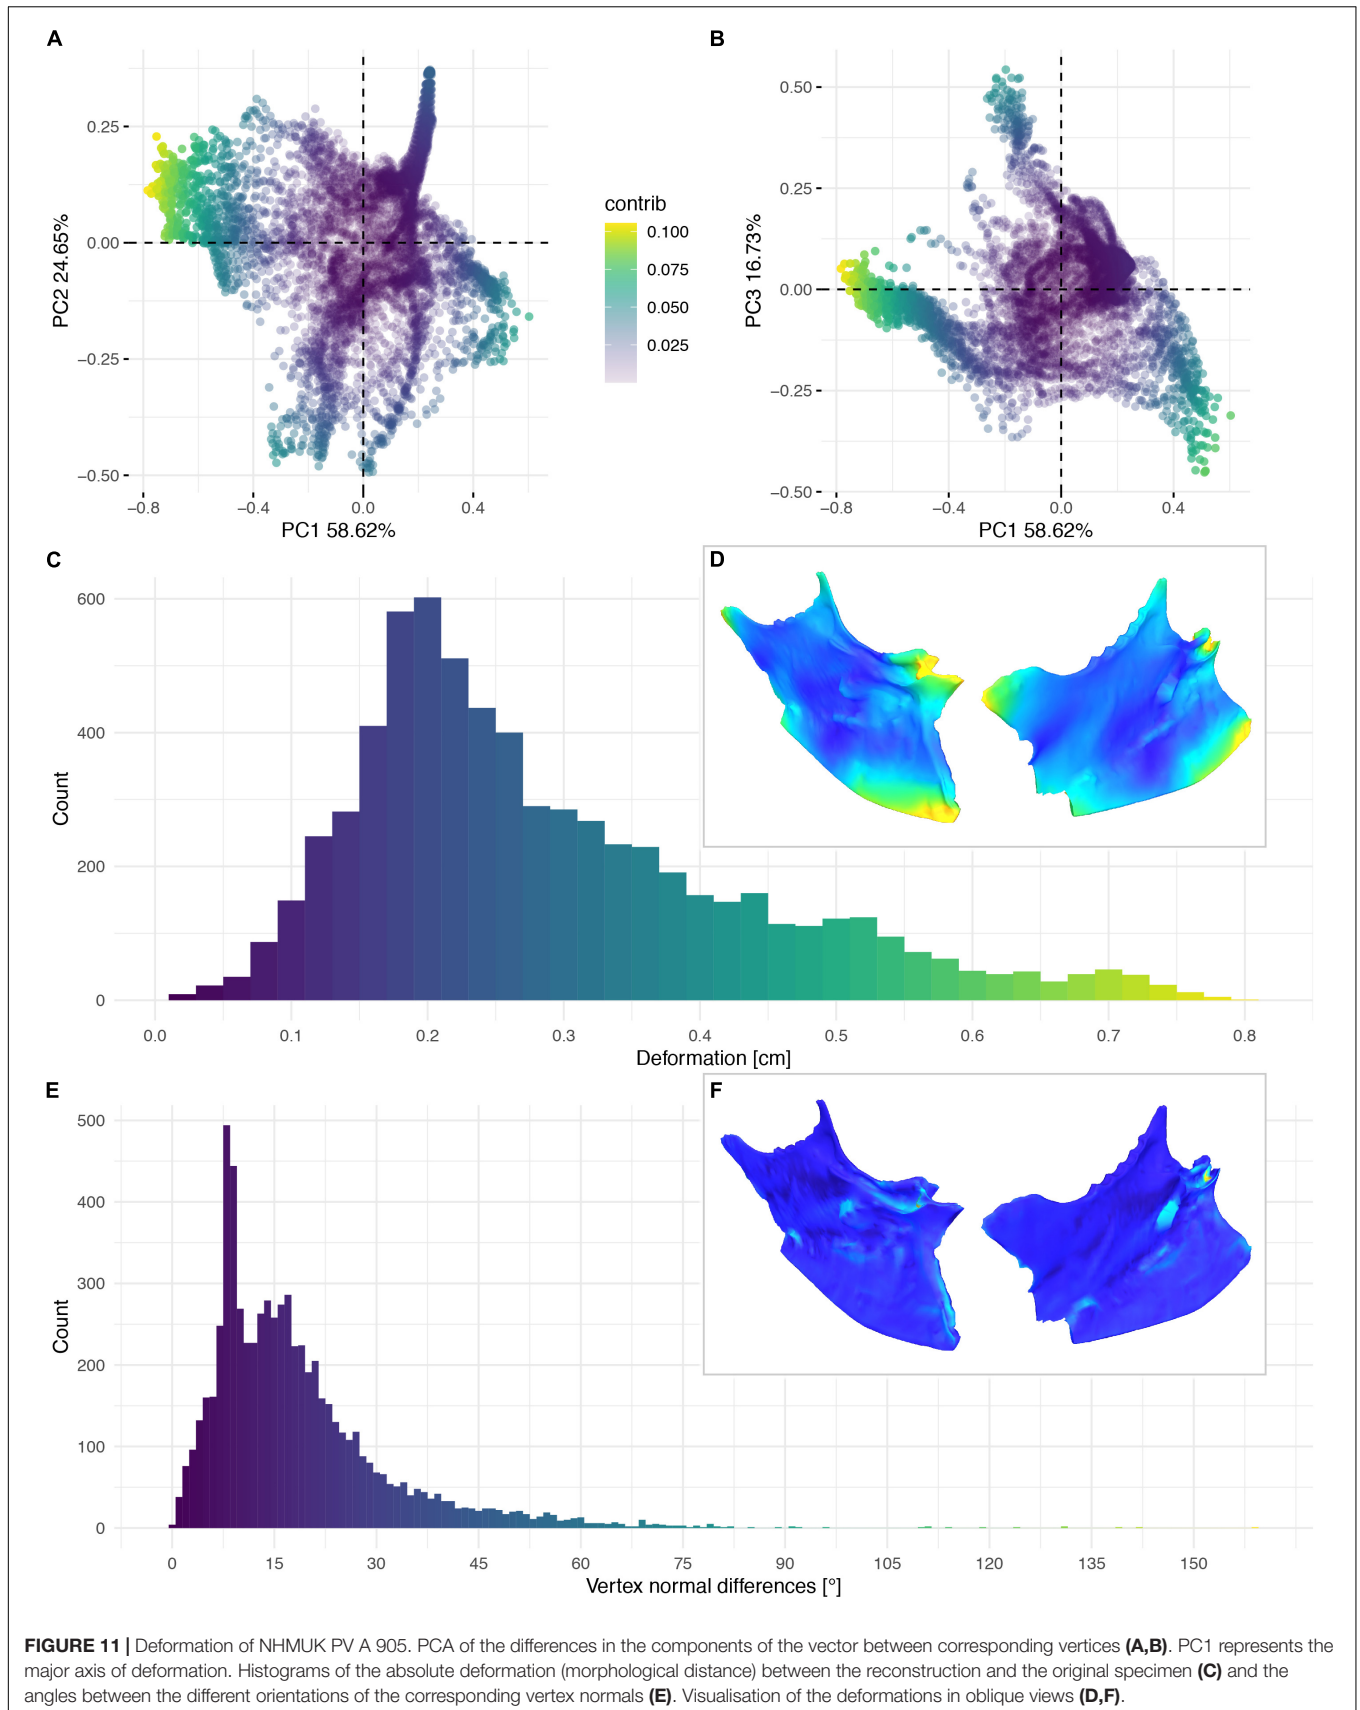 A
0.25
0.00
−0.25
−0.50
PC2 24.65%
−0.8
−0.4
0.0
0.4
PC1 58.62%
contrib
0.100
0.075
0.050
0.025
B
0.50
0.25
0.00
−0.25
−0.50
PC3 16.73%
−0.8
−0.4
0.0
0.4
PC1 58.62%
C
600
400
200
0
Count
0.0
0.1
0.2
0.3
0.4
0.5
0.6
0.7
0.8
Deformation [cm]
D
E
500
400
300
200
100
0
Count
0
15
30
45
60
75
90
105
120
135
150
Vertex normal differences [°]
F
FIGURE 11 | Deformation of NHMUK PV A 905. PCA of the differences in the components of the vector between corresponding vertices (A,B). PC1 represents the
major axis of deformation. Histograms of the absolute deformation (morphological distance) between the reconstruction and the original specimen (C) and the
angles between the different orientations of the corresponding vertex normals (E). Visualisation of the deformations in oblique views (D,F).